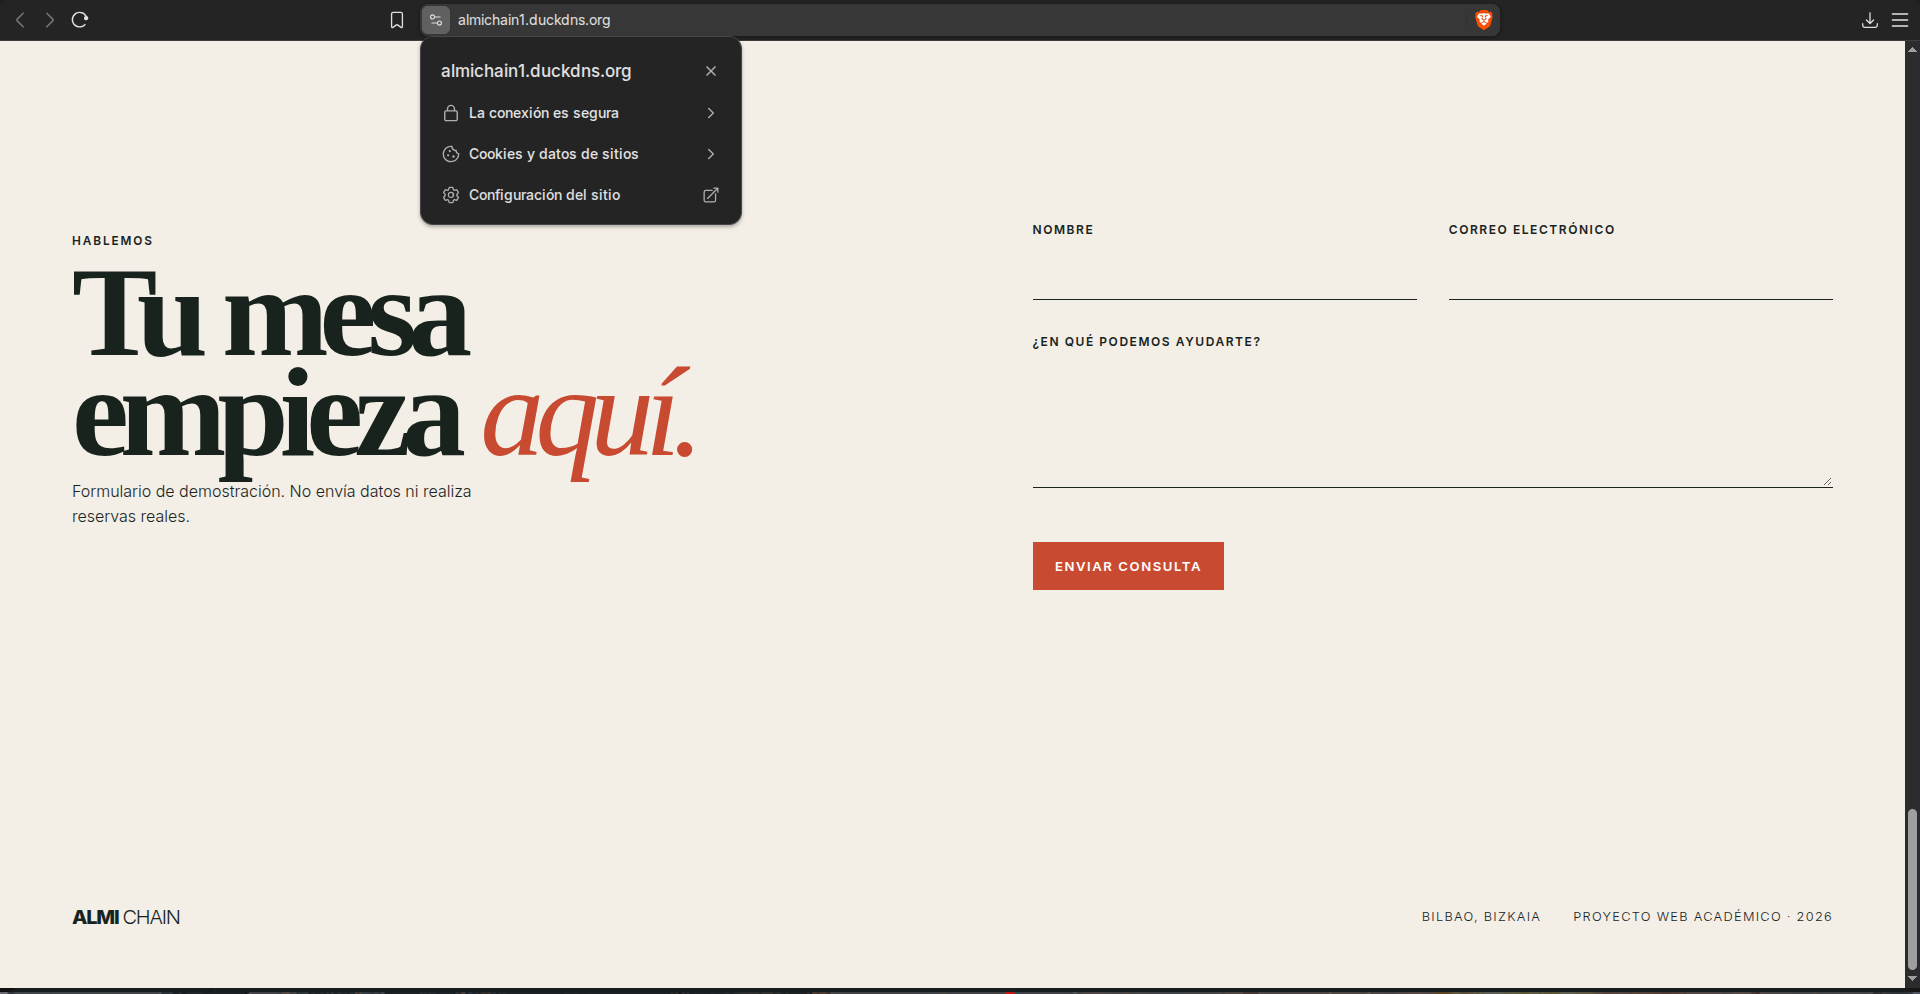 almichain1.duckdns.org
almichain1.duckdns.org
La conexión es segura
Cookies y datos de sitios
Configuración del sitio
HABLEMOS
Tu mesa
empieza aquí.
Formulario de demostración. No envía datos ni realiza
reservas reales.
NOMBRE
CORREO ELECTRÓNICO
¿EN QUÉ PODEMOS AYUDARTE?
ENVIAR CONSULTA
ALMI CHAIN
BILBAO, BIZKAIA
PROYECTO WEB ACADÉMICO · 2026